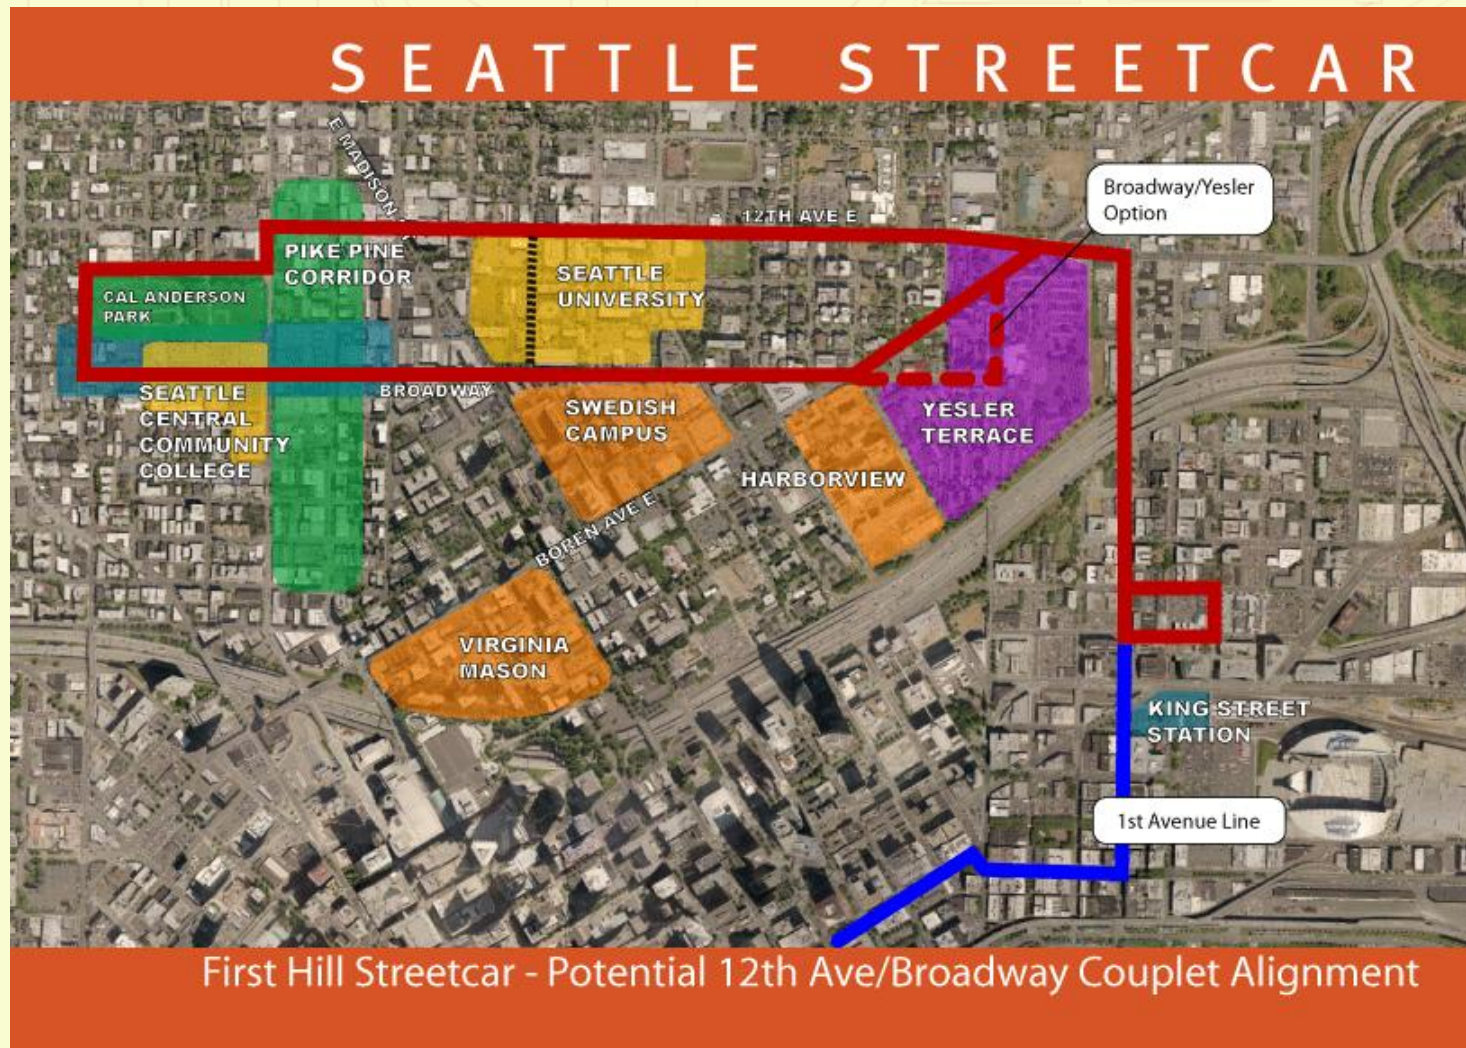 SEATTLE STREETCAR
E MADISON
Broadway/Yesler
Option
12TH AVE E
PIKE PINE
CORRIDOR
SEATTLE
UNIVERSITY
CAL ANDERSON
PARK
BROADWAY
SEATTLE
CENTRAL
COMMUNITY
COLLEGE
SWEDISH
CAMPUS
YESLER
TERRACE
HARBORVIEW
BOREN AVE E
VIRGINIA
MASON
KING STREET
STATION
1st Avenue Line
First Hill Streetcar - Potential 12th Ave/Broadway Couplet Alignment